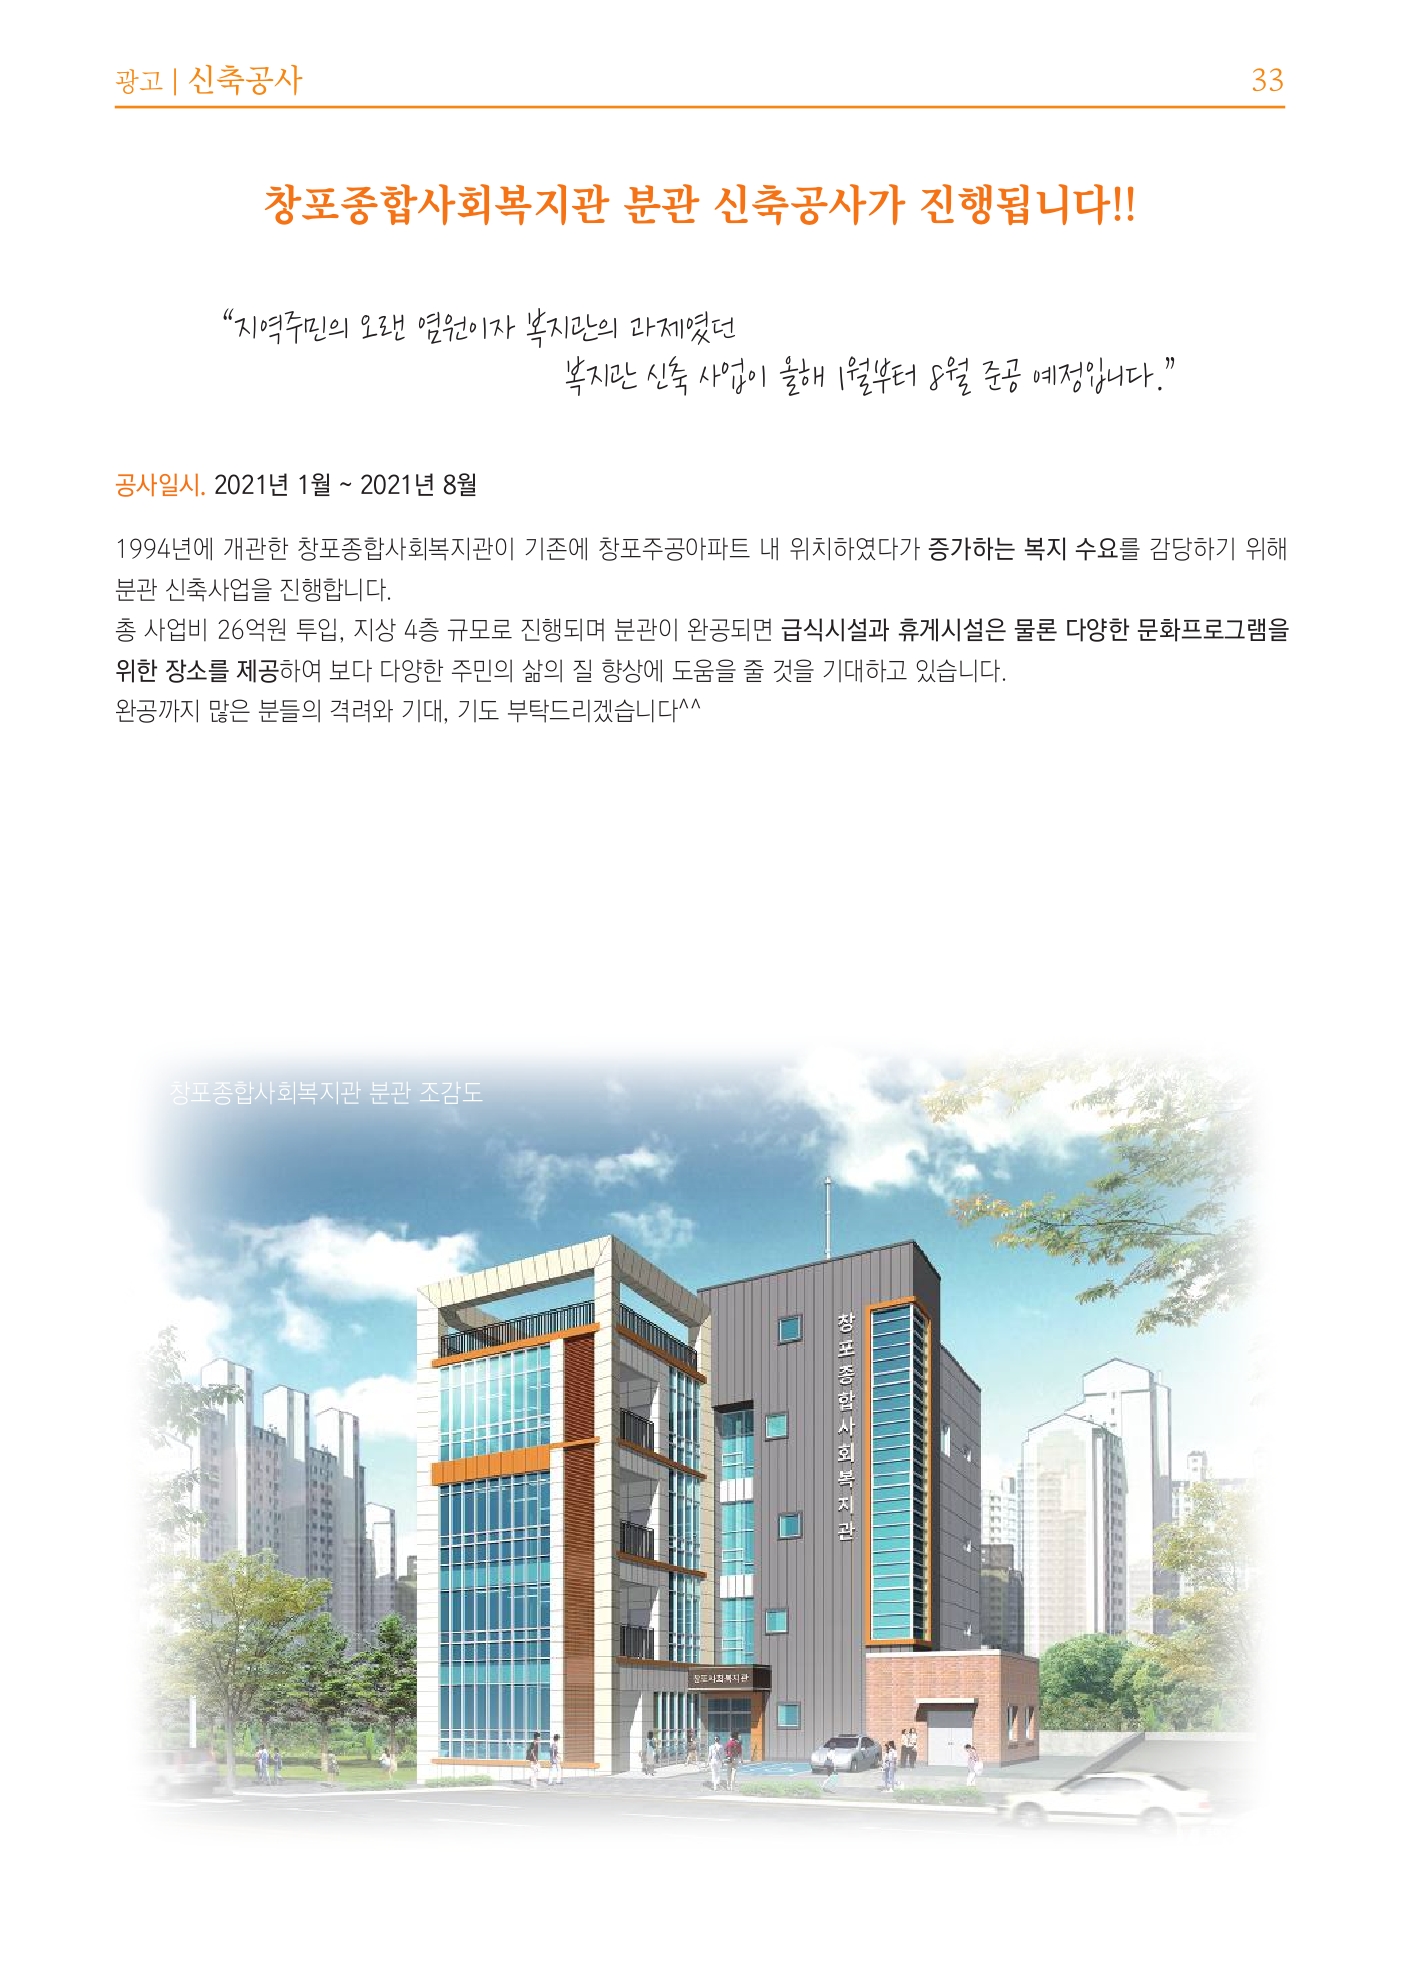 광고 | 신축공사
33
창포종합사회복지관 분관 신축공사가 진행됩니다!!
“지역주민의 오랜 염원이자 복지관의 과제였던
복지관 신축 사업이 올해 1월부터 8월 준공 예정입니다.”
공사일시. 2021년 1월 ~ 2021년 8월
1994년에 개관한 창포종합사회복지관이 기존에 창포주공아파트 내 위치하였다가 증가하는 복지 수요를 감당하기 위해
분관 신축사업을 진행합니다.
총 사업비 26억원 투입, 지상 4층 규모로 진행되며 분관이 완공되면 급식시설과 휴게시설은 물론 다양한 문화프로그램을
위한 장소를 제공하여 보다 다양한 주민의 삶의 질 향상에 도움을 줄 것을 기대하고 있습니다.
완공까지 많은 분들의 격려와 기대, 기도 부탁드리겠습니다^^
창포종합사회복지관 분관 조감도
창포종합사회복지관
창포사회복지관